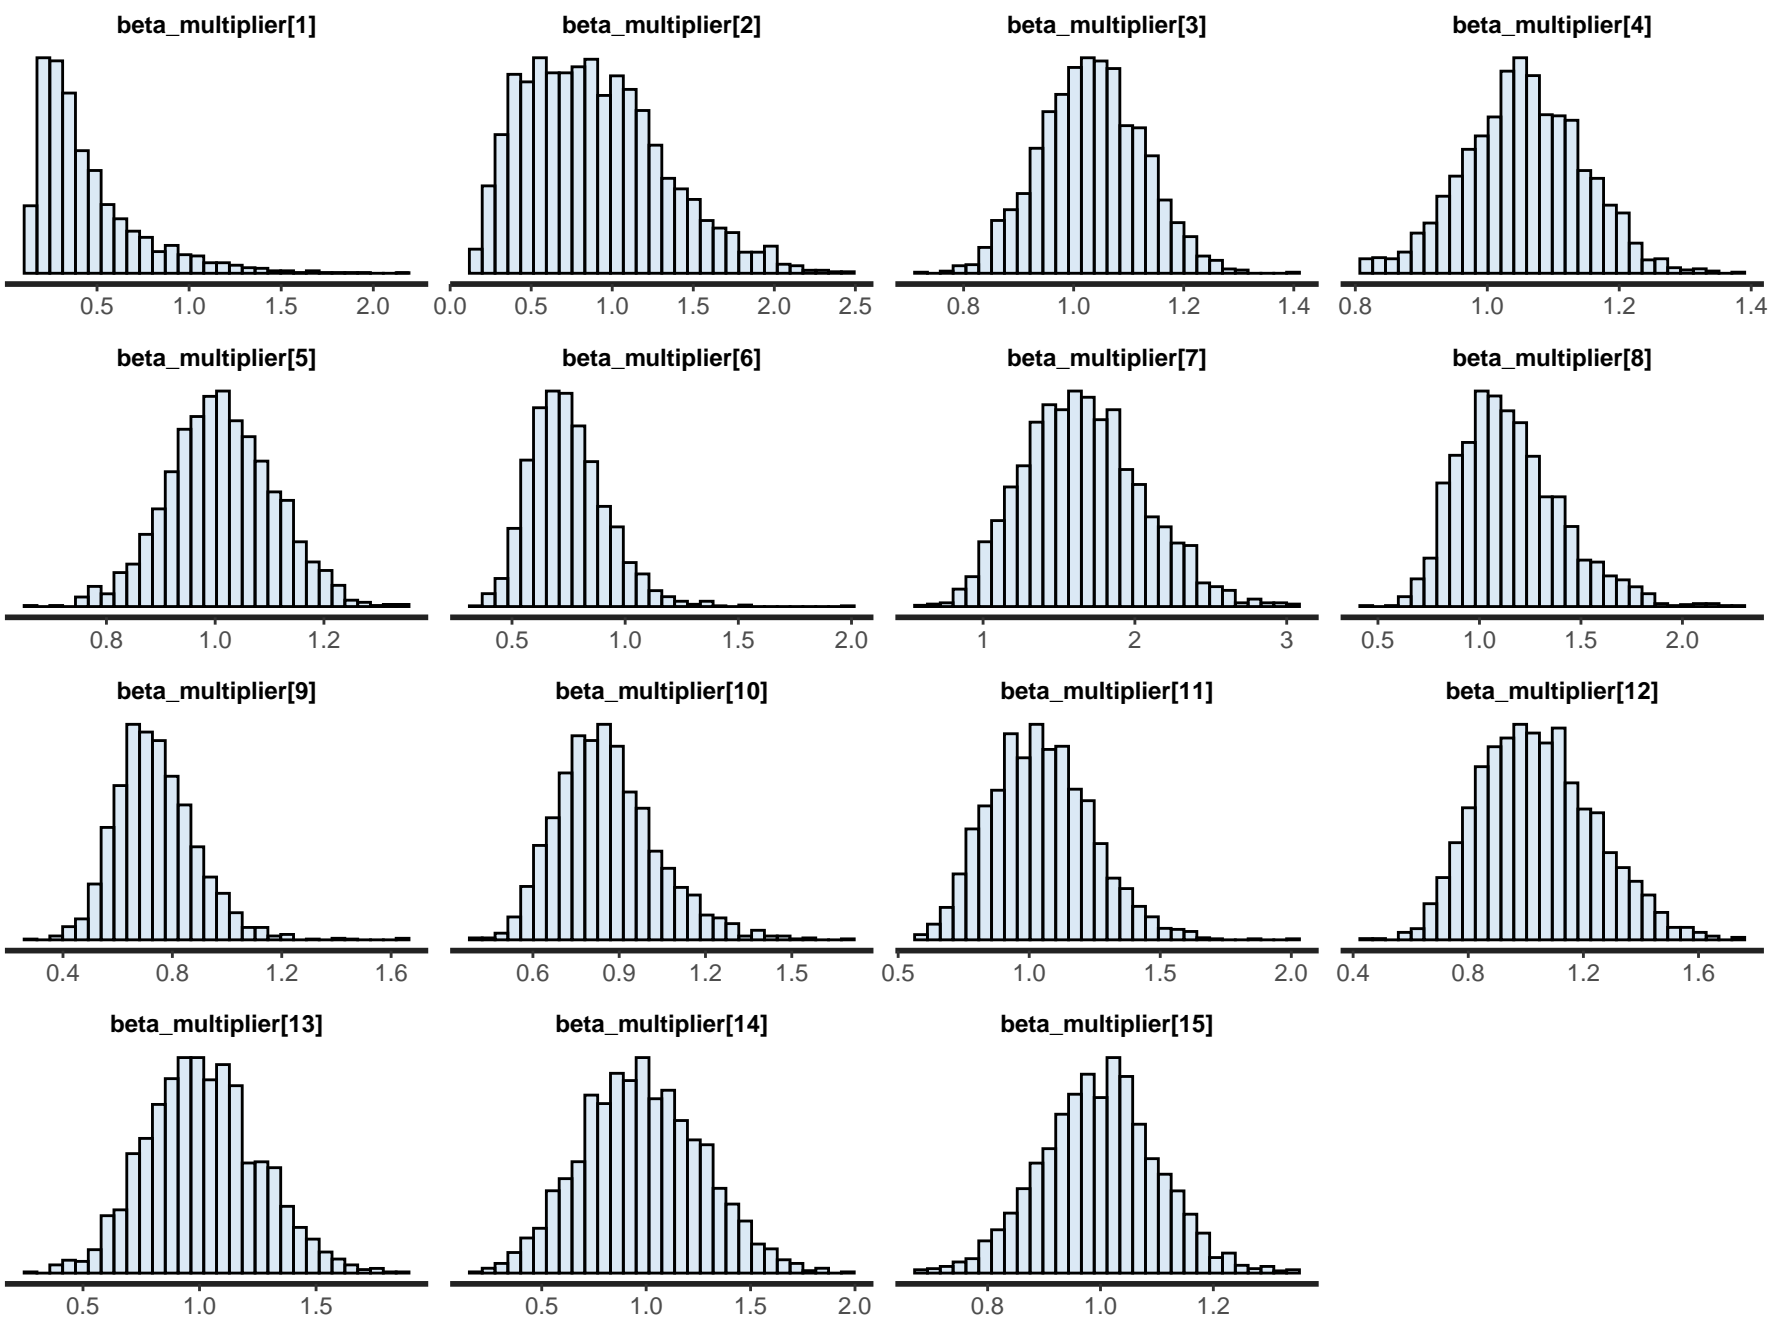 beta_multiplier[1] beta_multiplier[2] beta_multiplier[3] beta_multiplier[4]
0.5 1.0 1.5 2.0 0.0 0.5 1.0 1.5 2.0 2.5 0.8 1.0 1.2 1.4 0.8 1.0 1.2 1.4
beta_multiplier[5] beta_multiplier[6] beta_multiplier[7] beta_multiplier[8]
0.8 1.0 1.2 0.5 1.0 1.5 2.0 1 2 3 0.5 1.0 1.5 2.0
beta_multiplier[9] beta_multiplier[10] beta_multiplier[11] beta_multiplier[12]
0.4 0.8 1.2 1.6 0.6 0.9 1.2 1.5 0.5 1.0 1.5 2.0 0.4 0.8 1.2 1.6
beta_multiplier[13] beta_multiplier[14] beta_multiplier[15]
0.5 1.0 1.5 0.5 1.0 1.5 2.0 0.8 1.0 1.2